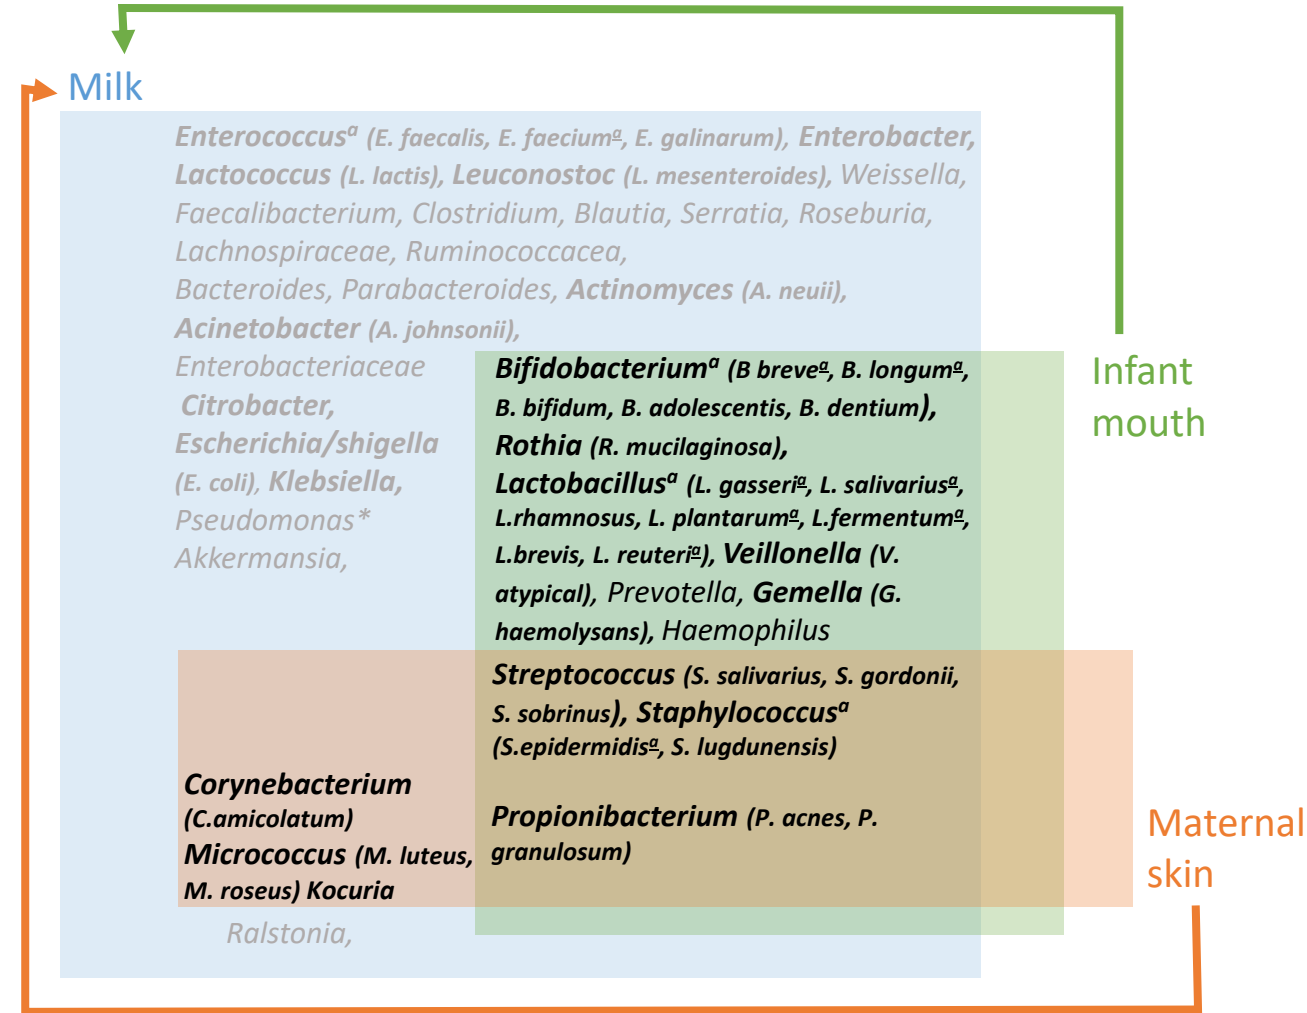 Milk
Enterococcusᵃ (E. faecalis, E. faeciumᵃ, E. galinarum), Enterobacter,
Lactococcus (L. lactis), Leuconostoc (L. mesenteroides), Weissella,
Faecalibacterium, Clostridium, Blautia, Serratia, Roseburia,
Lachnospiraceae, Ruminococcacea,
Bacteroides, Parabacteroides, Actinomyces (A. neuii),
Acinetobacter (A. johnsonii),
Enterobacteriaceae
Citrobacter,
Escherichia/shigella
(E. coli), Klebsiella,
Pseudomonas*
Akkermansia,
Bifidobacteriumᵃ (B breveᵃ, B. longumᵃ,
B. bifidum, B. adolescentis, B. dentium),
Rothia (R. mucilaginosa),
Lactobacillusᵃ (L. gasseriᵃ, L. salivariusᵃ,
L.rhamnosus, L. plantarumᵃ, L.fermentumᵃ,
L.brevis, L. reuteriᵃ), Veillonella (V.
atypical), Prevotella, Gemella (G.
haemolysans), Haemophilus
Infant
mouth
Streptococcus (S. salivarius, S. gordonii,
S. sobrinus), Staphylococcusᵃ
(S.epidermidisᵃ, S. lugdunensis)
Propionibacterium (P. acnes, P.
granulosum)
Corynebacterium
(C.amicolatum)
Micrococcus (M. luteus,
M. roseus) Kocuria
Maternal
skin
Ralstonia,